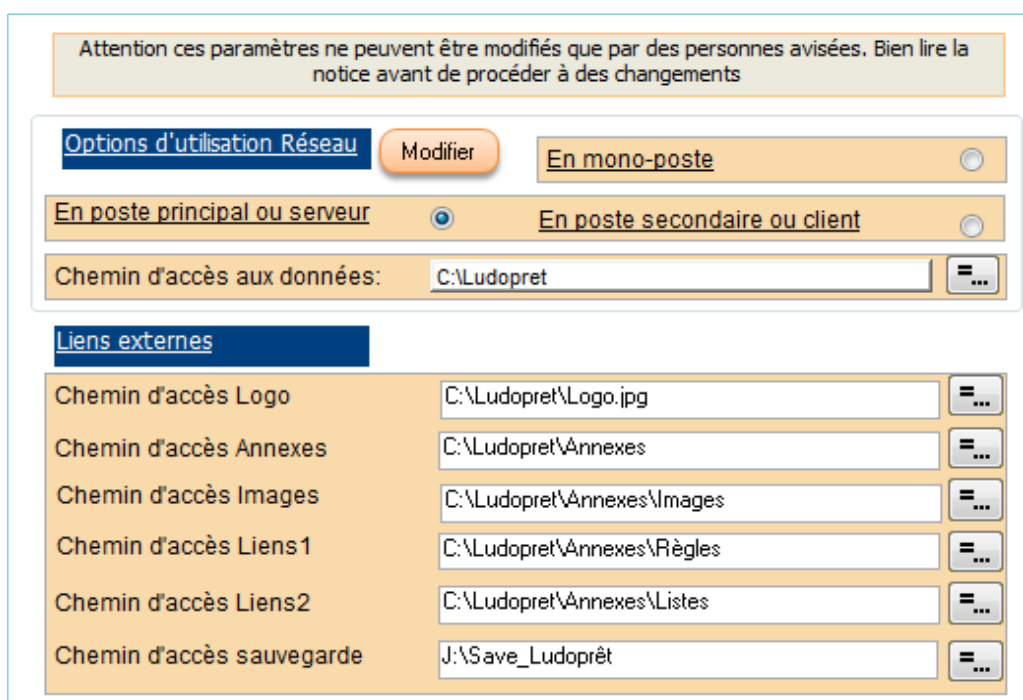 Attention ces paramètres ne peuvent être modifiés que par des personnes avisées. Bien lire la
notice avant de procéder à des changements
Options d'utilisation Réseau
Modifier
En mono-poste
En poste principal ou serveur
En poste secondaire ou client
Chemin d'accès aux données:
C:\Ludopret
=...
Liens externes
Chemin d'accès Logo
C:\Ludopret\Logo.jpg
=...
Chemin d'accès Annexes
C:\Ludopret\Annexes
=...
Chemin d'accès Images
C:\Ludopret\Annexes\Images
=...
Chemin d'accès Liens1
C:\Ludopret\Annexes\Règles
=...
Chemin d'accès Liens2
C:\Ludopret\Annexes\Listes
=...
Chemin d'accès sauvegarde
J:\Save_Ludoprêt
=...